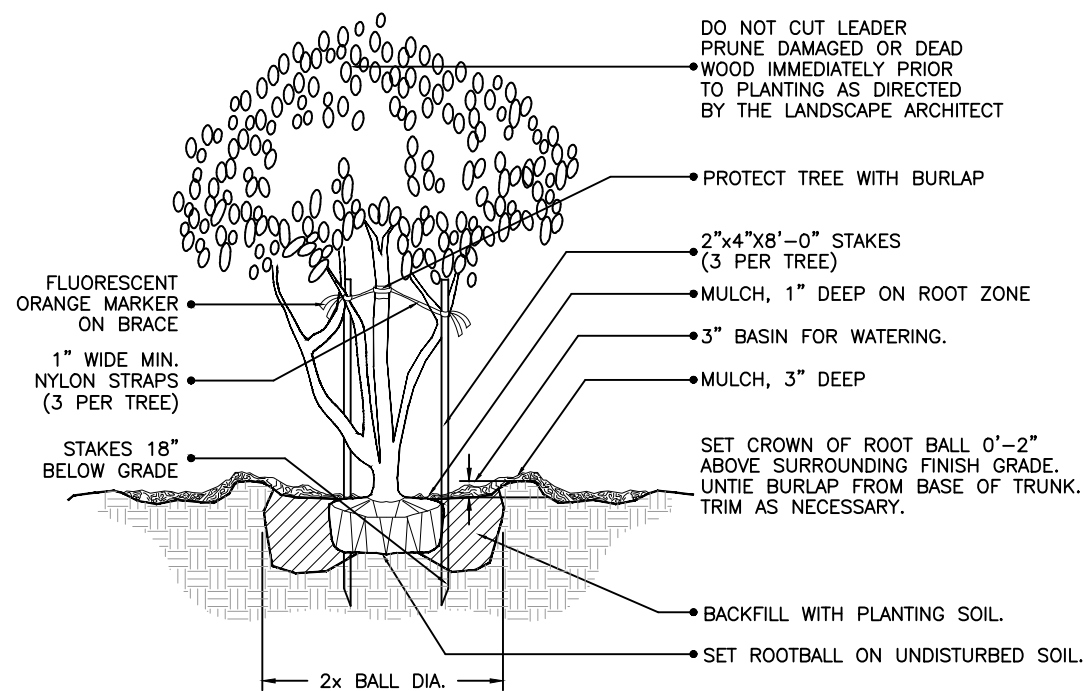 DO NOT CUT LEADER
PRUNE DAMAGED OR DEAD
WOOD IMMEDIATELY PRIOR
TO PLANTING AS DIRECTED
BY THE LANDSCAPE ARCHITECT
PROTECT TREE WITH BURLAP
2”x4”X8’-0” STAKES
(3 PER TREE)
MULCH, 1” DEEP ON ROOT ZONE
3” BASIN FOR WATERING.
MULCH, 3” DEEP
SET CROWN OF ROOT BALL 0’-2”
ABOVE SURROUNDING FINISH GRADE.
UNTIE BURLAP FROM BASE OF TRUNK.
TRIM AS NECESSARY.
BACKFILL WITH PLANTING SOIL.
SET ROOTBALL ON UNDISTURBED SOIL.
FLUORESCENT
ORANGE MARKER
ON BRACE
1” WIDE MIN.
NYLON STRAPS
(3 PER TREE)
STAKES 18”
BELOW GRADE
2x BALL DIA.